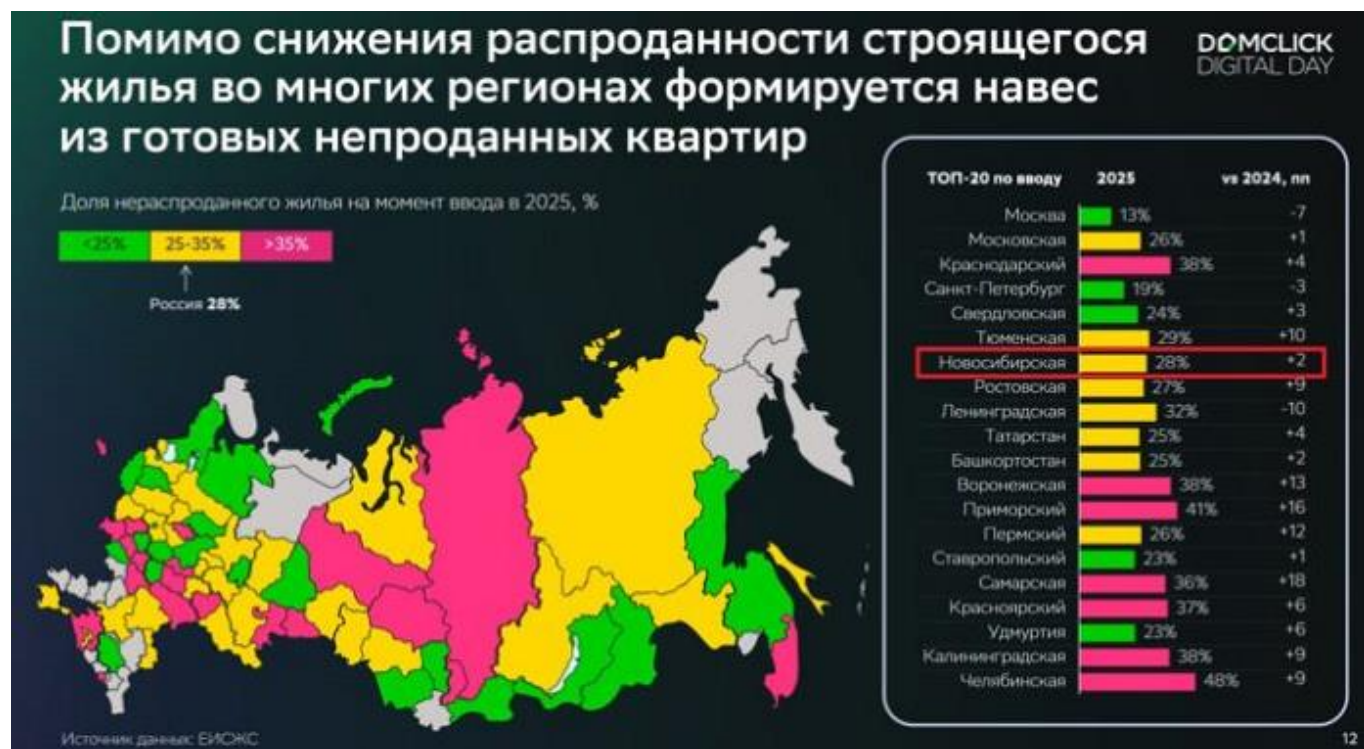 Помимо снижения распроданности строящегося
жилья во многих регионах формируется навес
из готовых непроданных квартир
DOMCLICK
DIGITAL DAY
Доля нераспроданного жилья на момент ввода в 2025, %
<25% 25-35% >35%
Россия 28%
ТОП-20 по вводу 2025 vs 2024, пп
Москва 13% -7
Московская 26% +1
Краснодарский 38% +4
Санкт-Петербург 19% -3
Свердловская 24% +3
Тюменская 29% +10
Новосибирская 28% +2
Ростовская 27% +9
Ленинградская 32% -10
Татарстан 25% +4
Башкортостан 25% +2
Воронежская 38% +13
Приморский 41% +16
Пермский 26% +12
Ставропольский 23% +1
Самарская 36% +18
Красноярский 37% +6
Удмуртия 23% +6
Калининградская 38% +9
Челябинская 48% +9
Источник данных: ЕИСЖС
12